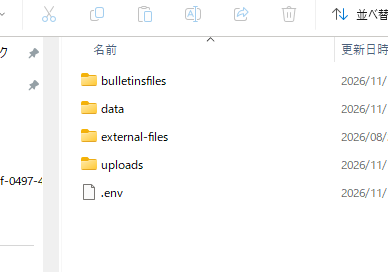 並べ替
ク
名前 更新日時
bulletinsfiles 2026/11/
data 2026/11/
external-files 2026/08/
uploads 2026/11/
f-0497-4
.env 2026/11/